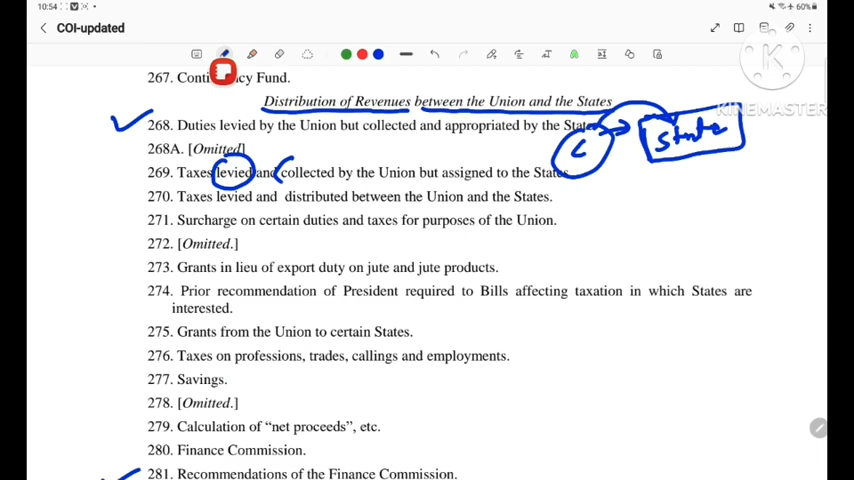 10:54 60%
COI-updated
267. Contingency Fund.
Distribution of Revenues between the Union and the States
268. Duties levied by the Union but collected and appropriated by the States
268A. [Omitted]
269. Taxes levied and collected by the Union but assigned to the States.
270. Taxes levied and distributed between the Union and the States.
271. Surcharge on certain duties and taxes for purposes of the Union.
272. [Omitted.]
273. Grants in lieu of export duty on jute and jute products.
274. Prior recommendation of President required to Bills affecting taxation in which States are
interested.
275. Grants from the Union to certain States.
276. Taxes on professions, trades, callings and employments.
277. Savings.
278. [Omitted.]
279. Calculation of “net proceeds”, etc.
280. Finance Commission.
281. Recommendations of the Finance Commission.
C
State
K
KINEMASTER